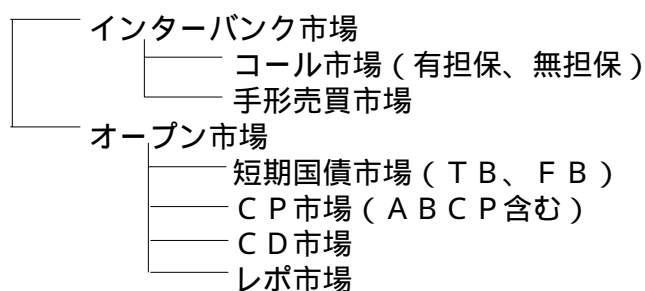 インターバンク市場
コール市場（有担保、無担保）
手形売買市場
オープン市場
短期国債市場（ＴＢ、ＦＢ）
ＣＰ市場（ＡＢＣＰ含む）
ＣＤ市場
レポ市場